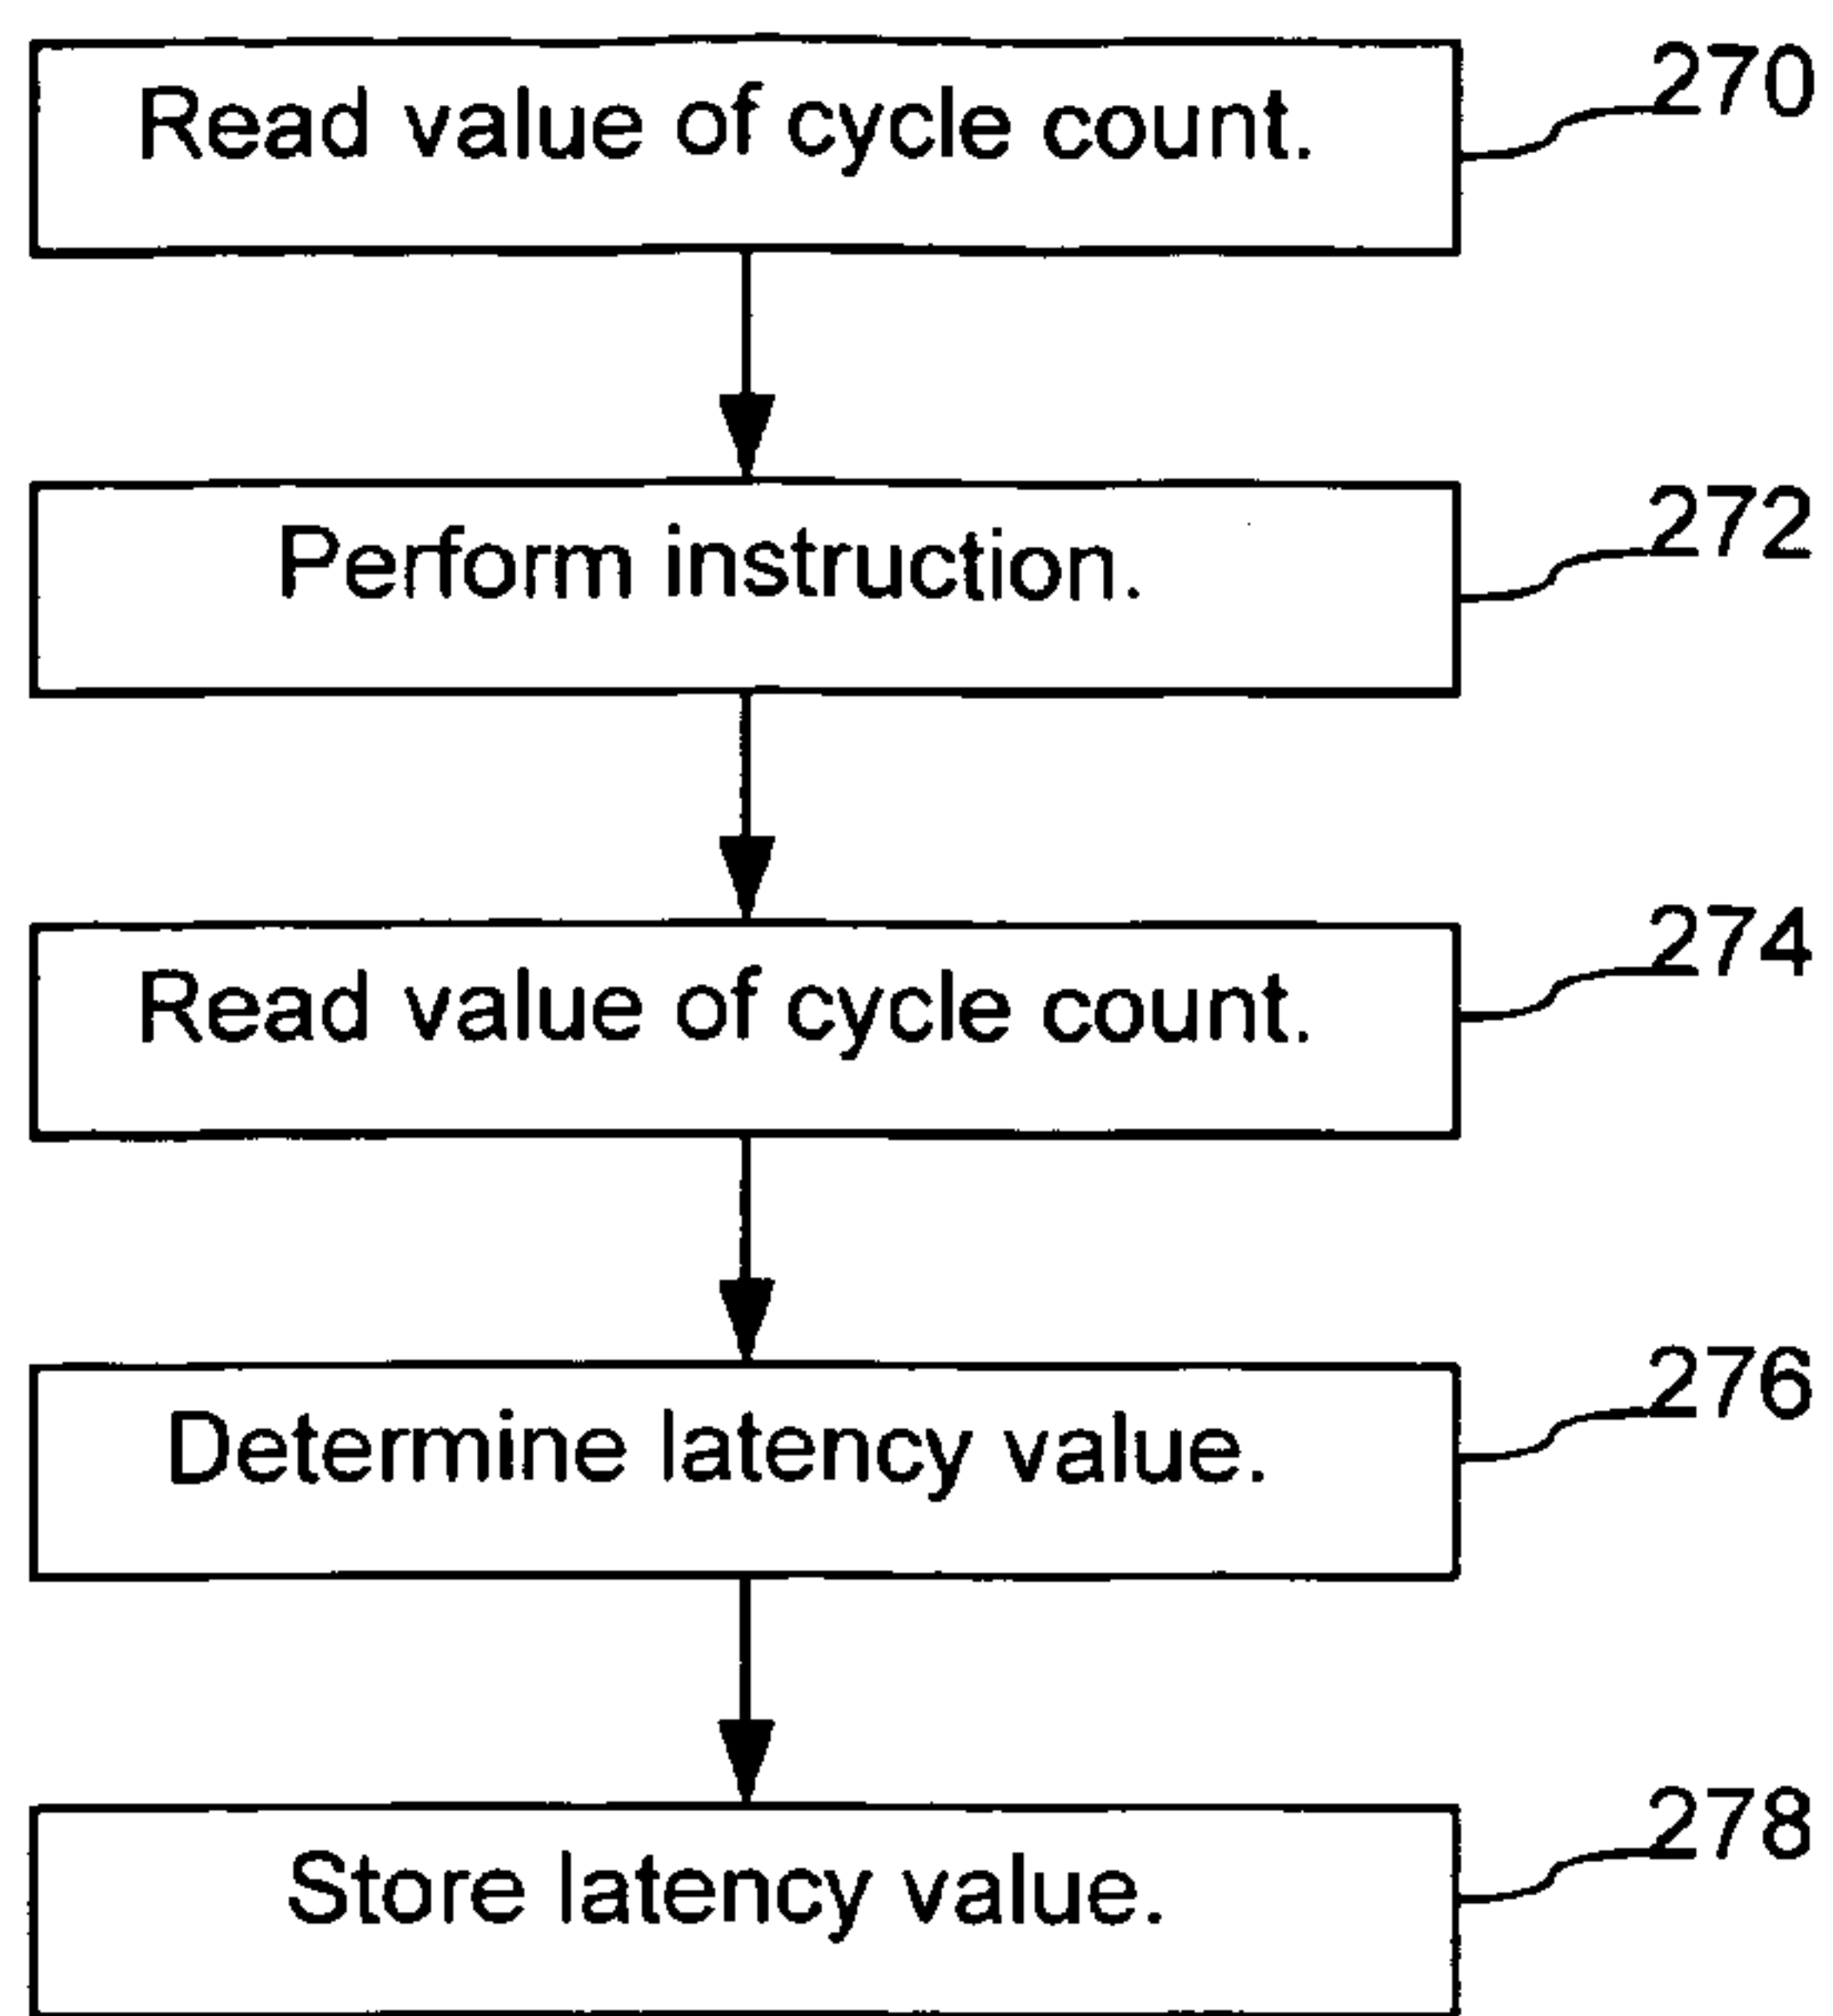 Read value of cycle count.
270
Perform instruction.
272
Read value of cycle count.
274
Determine latency value.
276
Store latency value.
278